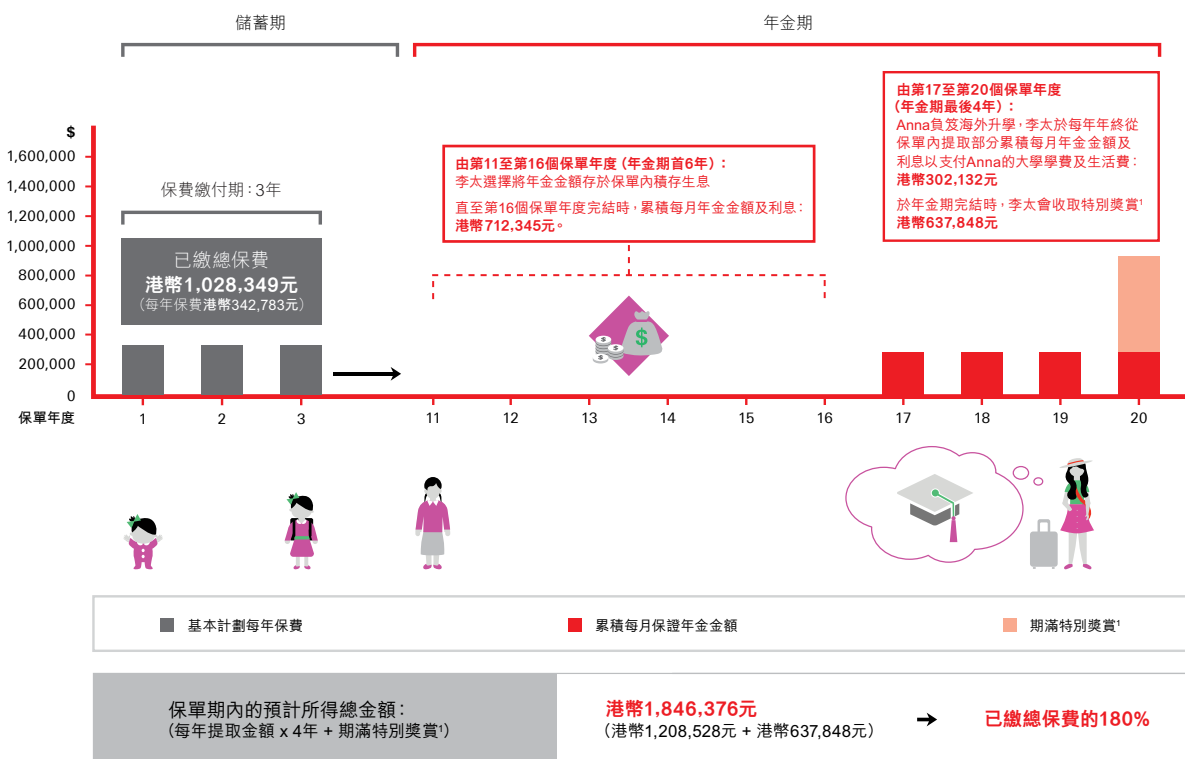 儲蓄期
年金期
由第17至第20個保單年度
(年金期最後4年)：
Anna負笈海外升學，李太於每年年終從
保單內提取部分累積每月年金金額及
利息以支付Anna的大學學費及生活費：
港幣302,132元
於年金期完結時，李太會收取特別獎賞¹
港幣637,848元
由第11至第16個保單年度（年金期首6年）：
李太選擇將年金金額存於保單內積存生息
直至第16個保單年度完結時，累積每月年金金額及利息：
港幣712,345元。
$
1,600,000
1,400,000
1,200,000
1,000,000
800,000
600,000
400,000
200,000
0
保費繳付期：3年
已繳總保費
港幣1,028,349元
（每年保費港幣342,783元）
$
$
$
$
保單年度
1
2
3
11
12
13
14
15
16
17
18
19
20
基本計劃每年保費
累積每月保證年金金額
期滿特別獎賞¹
保單期內的預計所得總金額：
(每年提取金額 x 4年 + 期滿特別獎賞¹)
港幣1,846,376元
（港幣1,208,528元 + 港幣637,848元）
已繳總保費的180%